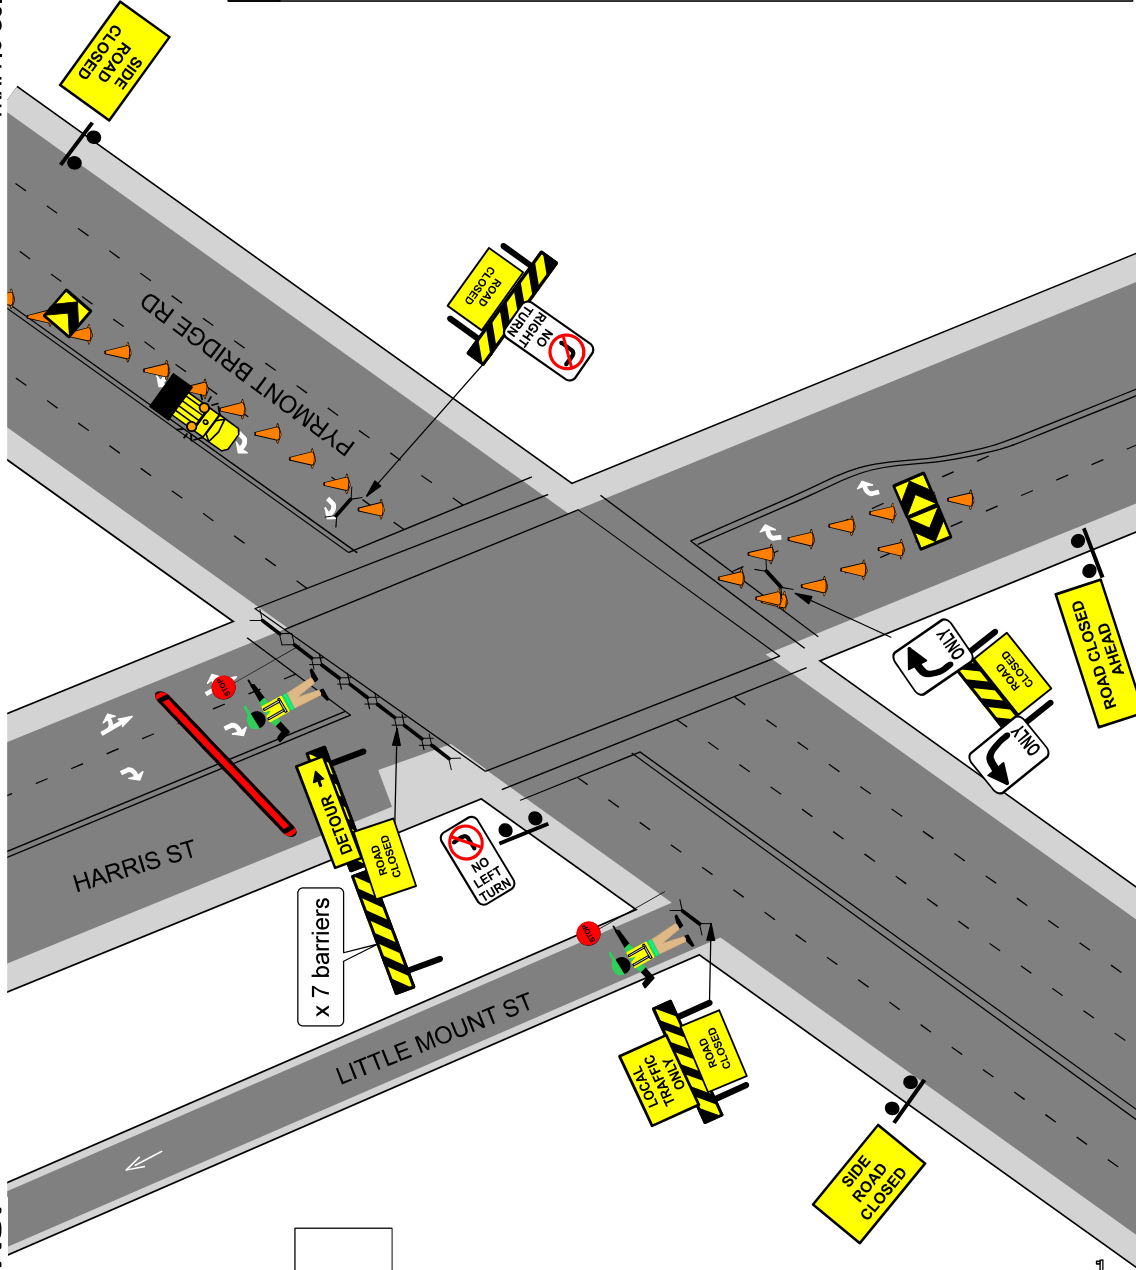 SIDE
ROAD
CLOSED
PYRMONT BRIDGE RD
ROAD
CLOSED
NO
RIGHT
TURN
STOP
HARRIS ST
DETOUR
ROAD
CLOSED
x 7 barriers
NO
LEFT
TURN
ONLY
ROAD
CLOSED
ONLY
ROAD CLOSED
AHEAD
STOP
LITTLE MOUNT ST
LOCAL
TRAFFIC
ONLY
ROAD
CLOSED
SIDE
ROAD
CLOSED